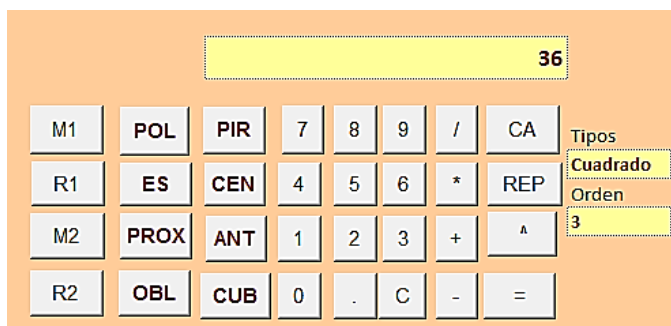 36
M1 POL PIR 7 8 9 / CA
Tipos
Cuadrado
R1 ES CEN 4 5 6 * REP
Orden
3
M2 PROX ANT 1 2 3 + ^
R2 OBL CUB 0 . C - =